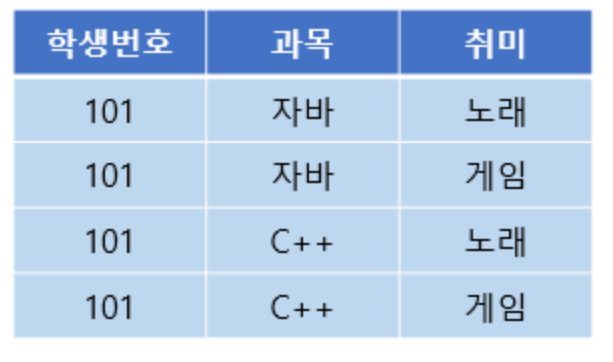 학생번호 과목 취미
101 자바 노래
101 자바 게임
101 C++ 노래
101 C++ 게임